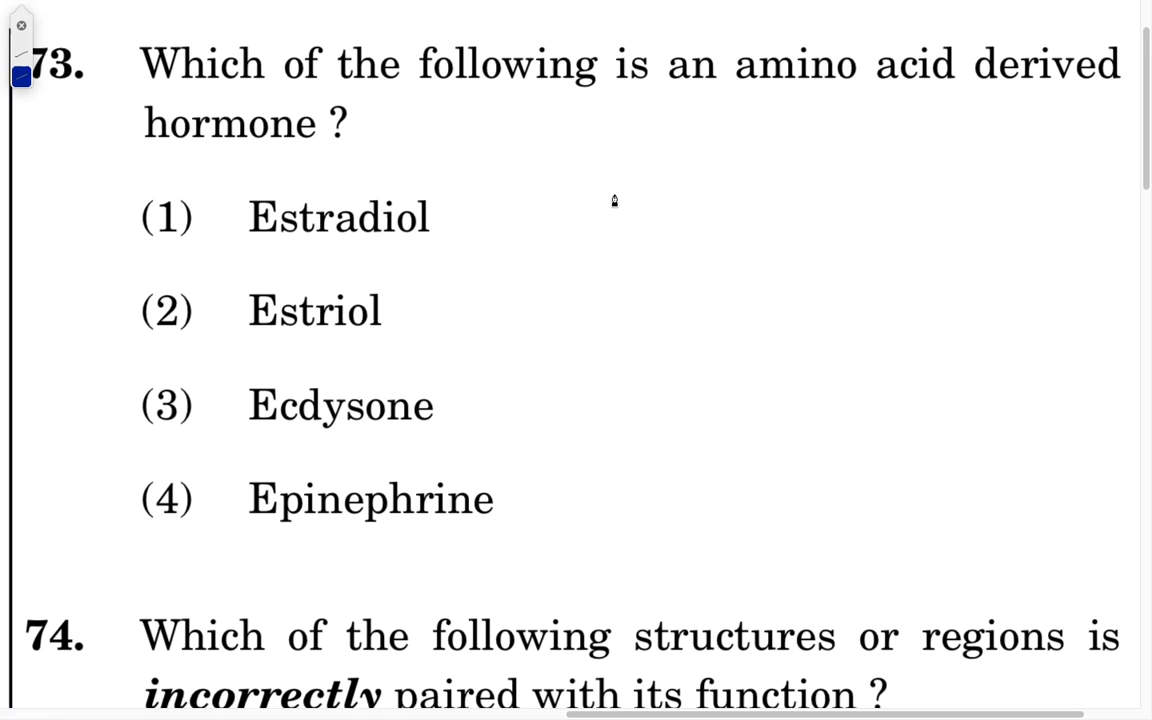 73. Which of the following is an amino acid derived
hormone ?
(1) Estradiol
(2) Estriol
(3) Ecdysone
(4) Epinephrine
74. Which of the following structures or regions is
incorrectly paired with its function ?